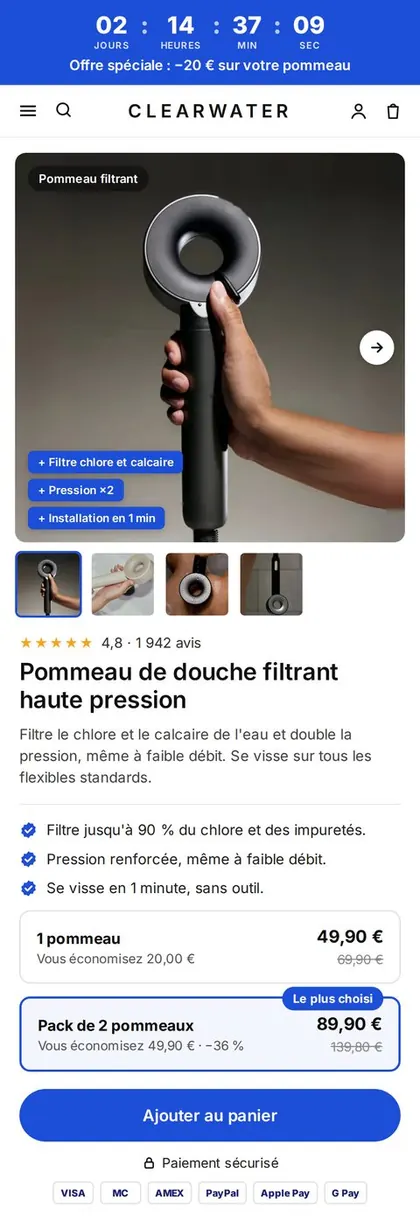 02 : 14 : 37 : 09
JOURS HEURES MIN SEC
Offre spéciale : −20 € sur votre pommeau
CLEARWATER
Pommeau filtrant
+ Filtre chlore et calcaire
+ Pression ×2
+ Installation en 1 min
4,8 · 1 942 avis
Pommeau de douche filtrant
haute pression
Filtre le chlore et le calcaire de l'eau et double la
pression, même à faible débit. Se visse sur tous les
flexibles standards.
Filtre jusqu'à 90 % du chlore et des impuretés.
Pression renforcée, même à faible débit.
Se visse en 1 minute, sans outil.
1 pommeau 49,90 €
Vous économisez 20,00 € 69,90 €
Le plus choisi
Pack de 2 pommeaux 89,90 €
Vous économisez 49,90 € · −36 % 139,80 €
Ajouter au panier
Paiement sécurisé
VISA MC AMEX PayPal Apple Pay G Pay